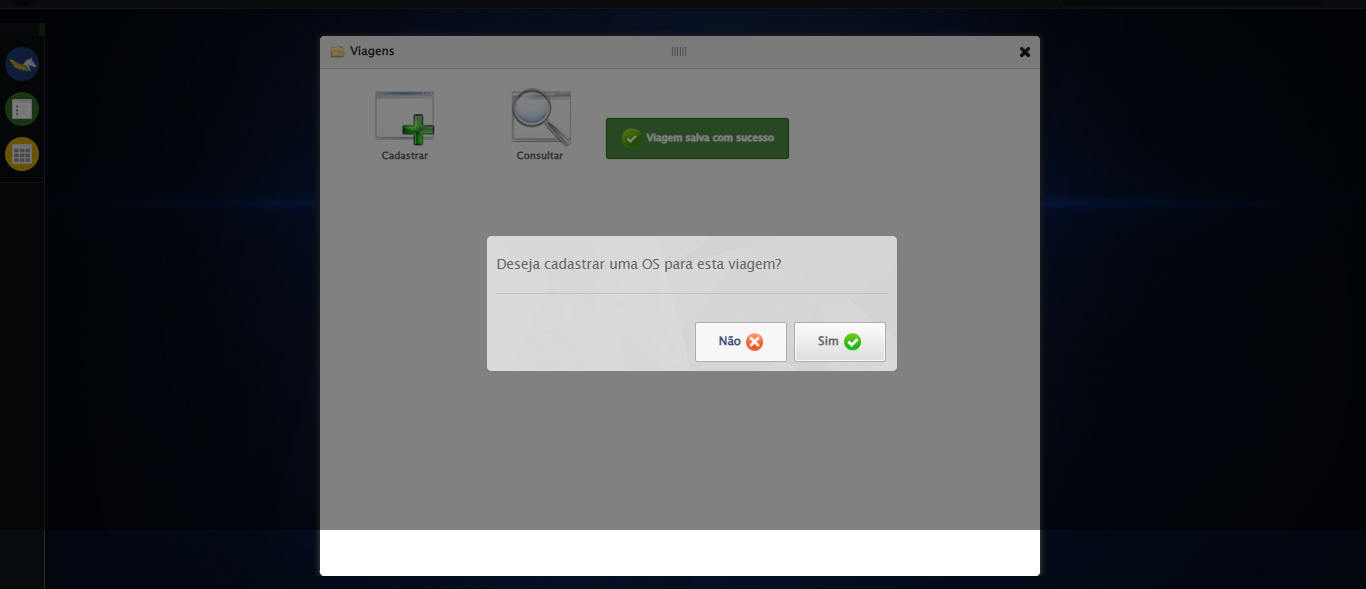 Viagens
Cadastrar
Consultar
Viagem salva com sucesso
Deseja cadastrar uma OS para esta viagem?
Não
Sim